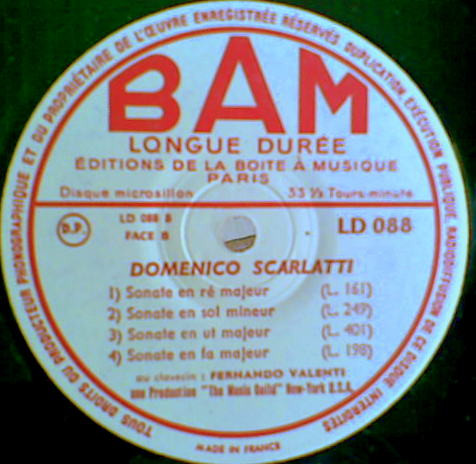 TOUS DROITS DU PRODUCTEUR PHONOGRAPHIQUE ET DU PROPRIÉTAIRE DE L'ŒUVRE ENREGISTRÉE RÉSERVÉS. DUPLICATION, EXÉCUTION PUBLIQUE, RADIODIFFUSION DE CE DISQUE INTERDITES
BAM
LONGUE DURÉE
ÉDITIONS DE LA BOITE À MUSIQUE
PARIS
Disque microsillon 33 1/3 Tours-minute
D.P. LD 088 B LD 088
FACE B
DOMENICO SCARLATTI
1) Sonate en ré majeur (L. 161)
2) Sonate en sol mineur (L. 249)
3) Sonate en ut majeur (L. 401)
4) Sonate en fa majeur (L. 198)
au clavecin : FERNANDO VALENTI
une Production "The Music Guild" New-York U.S.A.
MADE IN FRANCE